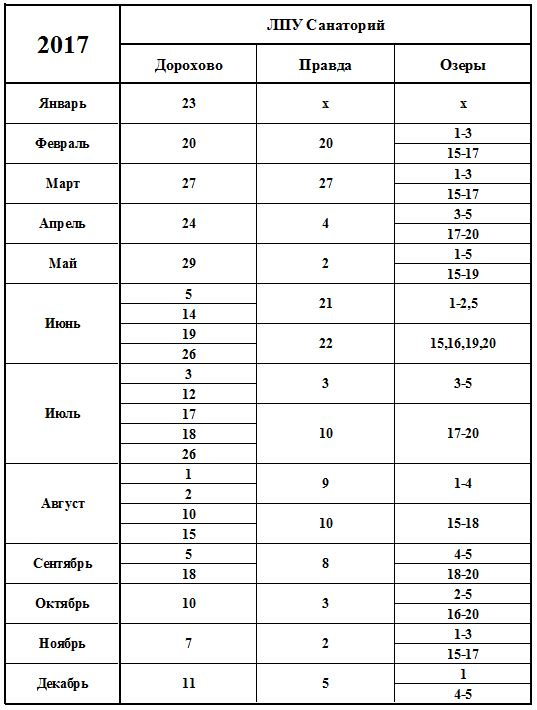 2017
ЛПУ Санаторий
Дорохово Правда Озеры
Январь 23 х х
Февраль 20 20 1-3
15-17
Март 27 27 1-3
15-17
Апрель 24 4 3-5
17-20
Май 29 2 1-5
15-19
Июнь 5 21 1-2,5
14
19 22 15,16,19,20
26
Июль 3 3 3-5
12
17 10 17-20
18
26
Август 1 9 1-4
2
10 10 15-18
15
Сентябрь 5 8 4-5
18 18-20
Октябрь 10 3 2-5
16-20
Ноябрь 7 2 1-3
15-17
Декабрь 11 5 1
4-5